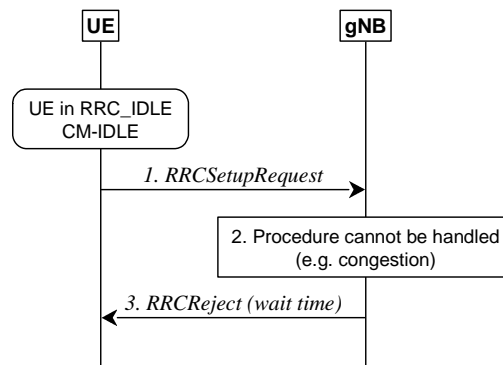 UE
gNB
UE in RRC_IDLE
CM-IDLE
1. RRCSetupRequest
2. Procedure cannot be handled
(e.g. congestion)
3. RRCReject (wait time)